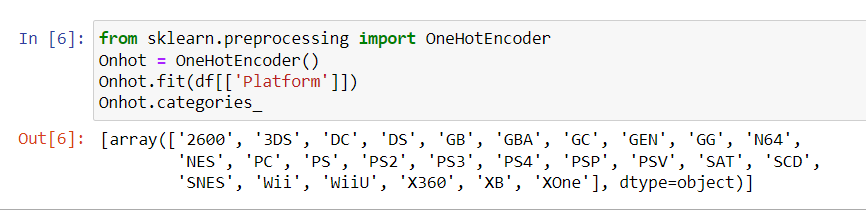 In [6]: from sklearn.preprocessing import OneHotEncoder
Onhot = OneHotEncoder()
Onhot.fit(df[['Platform']])
Onhot.categories_
Out[6]: [array(['2600', '3DS', 'DC', 'DS', 'GB', 'GBA', 'GC', 'GEN', 'GG', 'N64',
'NES', 'PC', 'PS', 'PS2', 'PS3', 'PS4', 'PSP', 'PSV', 'SAT', 'SCD',
'SNES', 'Wii', 'WiiU', 'X360', 'XB', 'XOne'], dtype=object)]